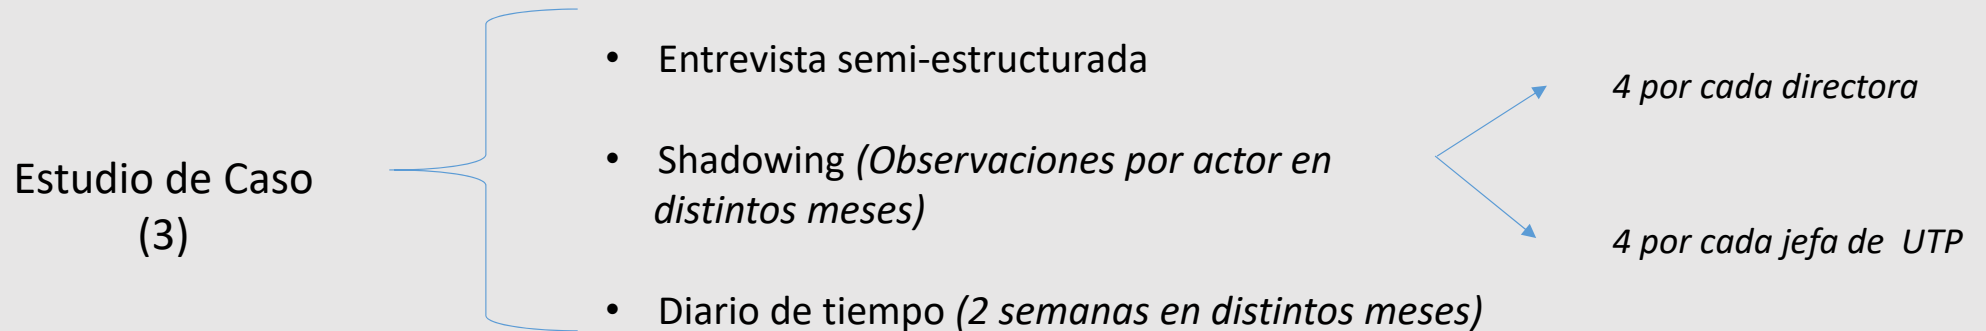 Estudio de Caso
(3)
• Entrevista semi-estructurada
• Shadowing (Observaciones por actor en
distintos meses)
• Diario de tiempo (2 semanas en distintos meses)
4 por cada directora
4 por cada jefa de UTP